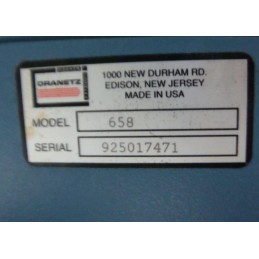 DRANETZ
1000 NEW DURHAM RD.
EDISON, NEW JERSEY
MADE IN USA
MODEL 658
SERIAL 925017471